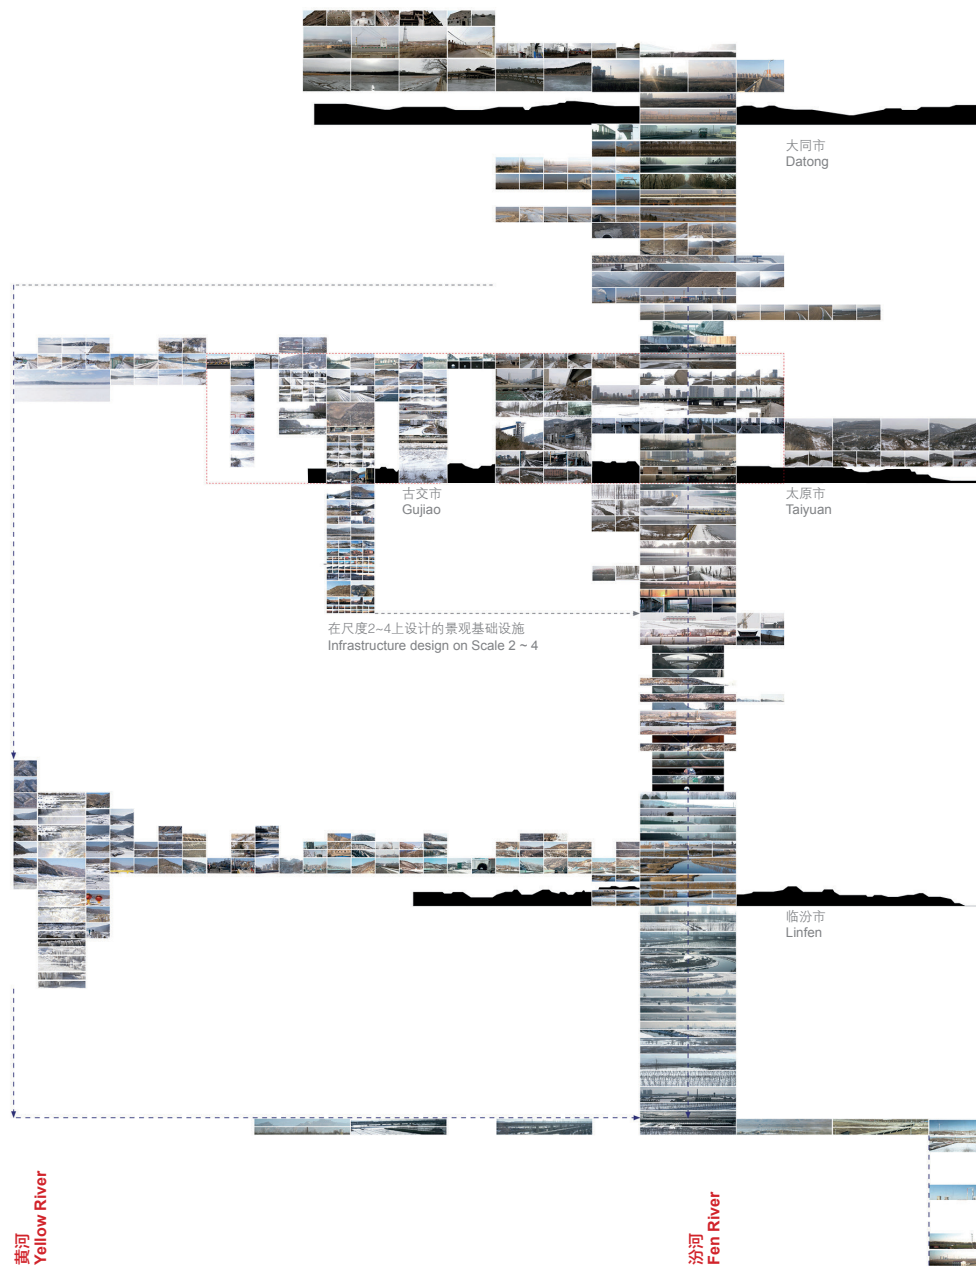 大同市
Datong
古交市
Gujiao
太原市
Taiyuan
在尺度2~4上设计的景观基础设施
Infrastructure design on Scale 2 ~ 4
临汾市
Linfen
黄河
Yellow River
汾河
Fen River